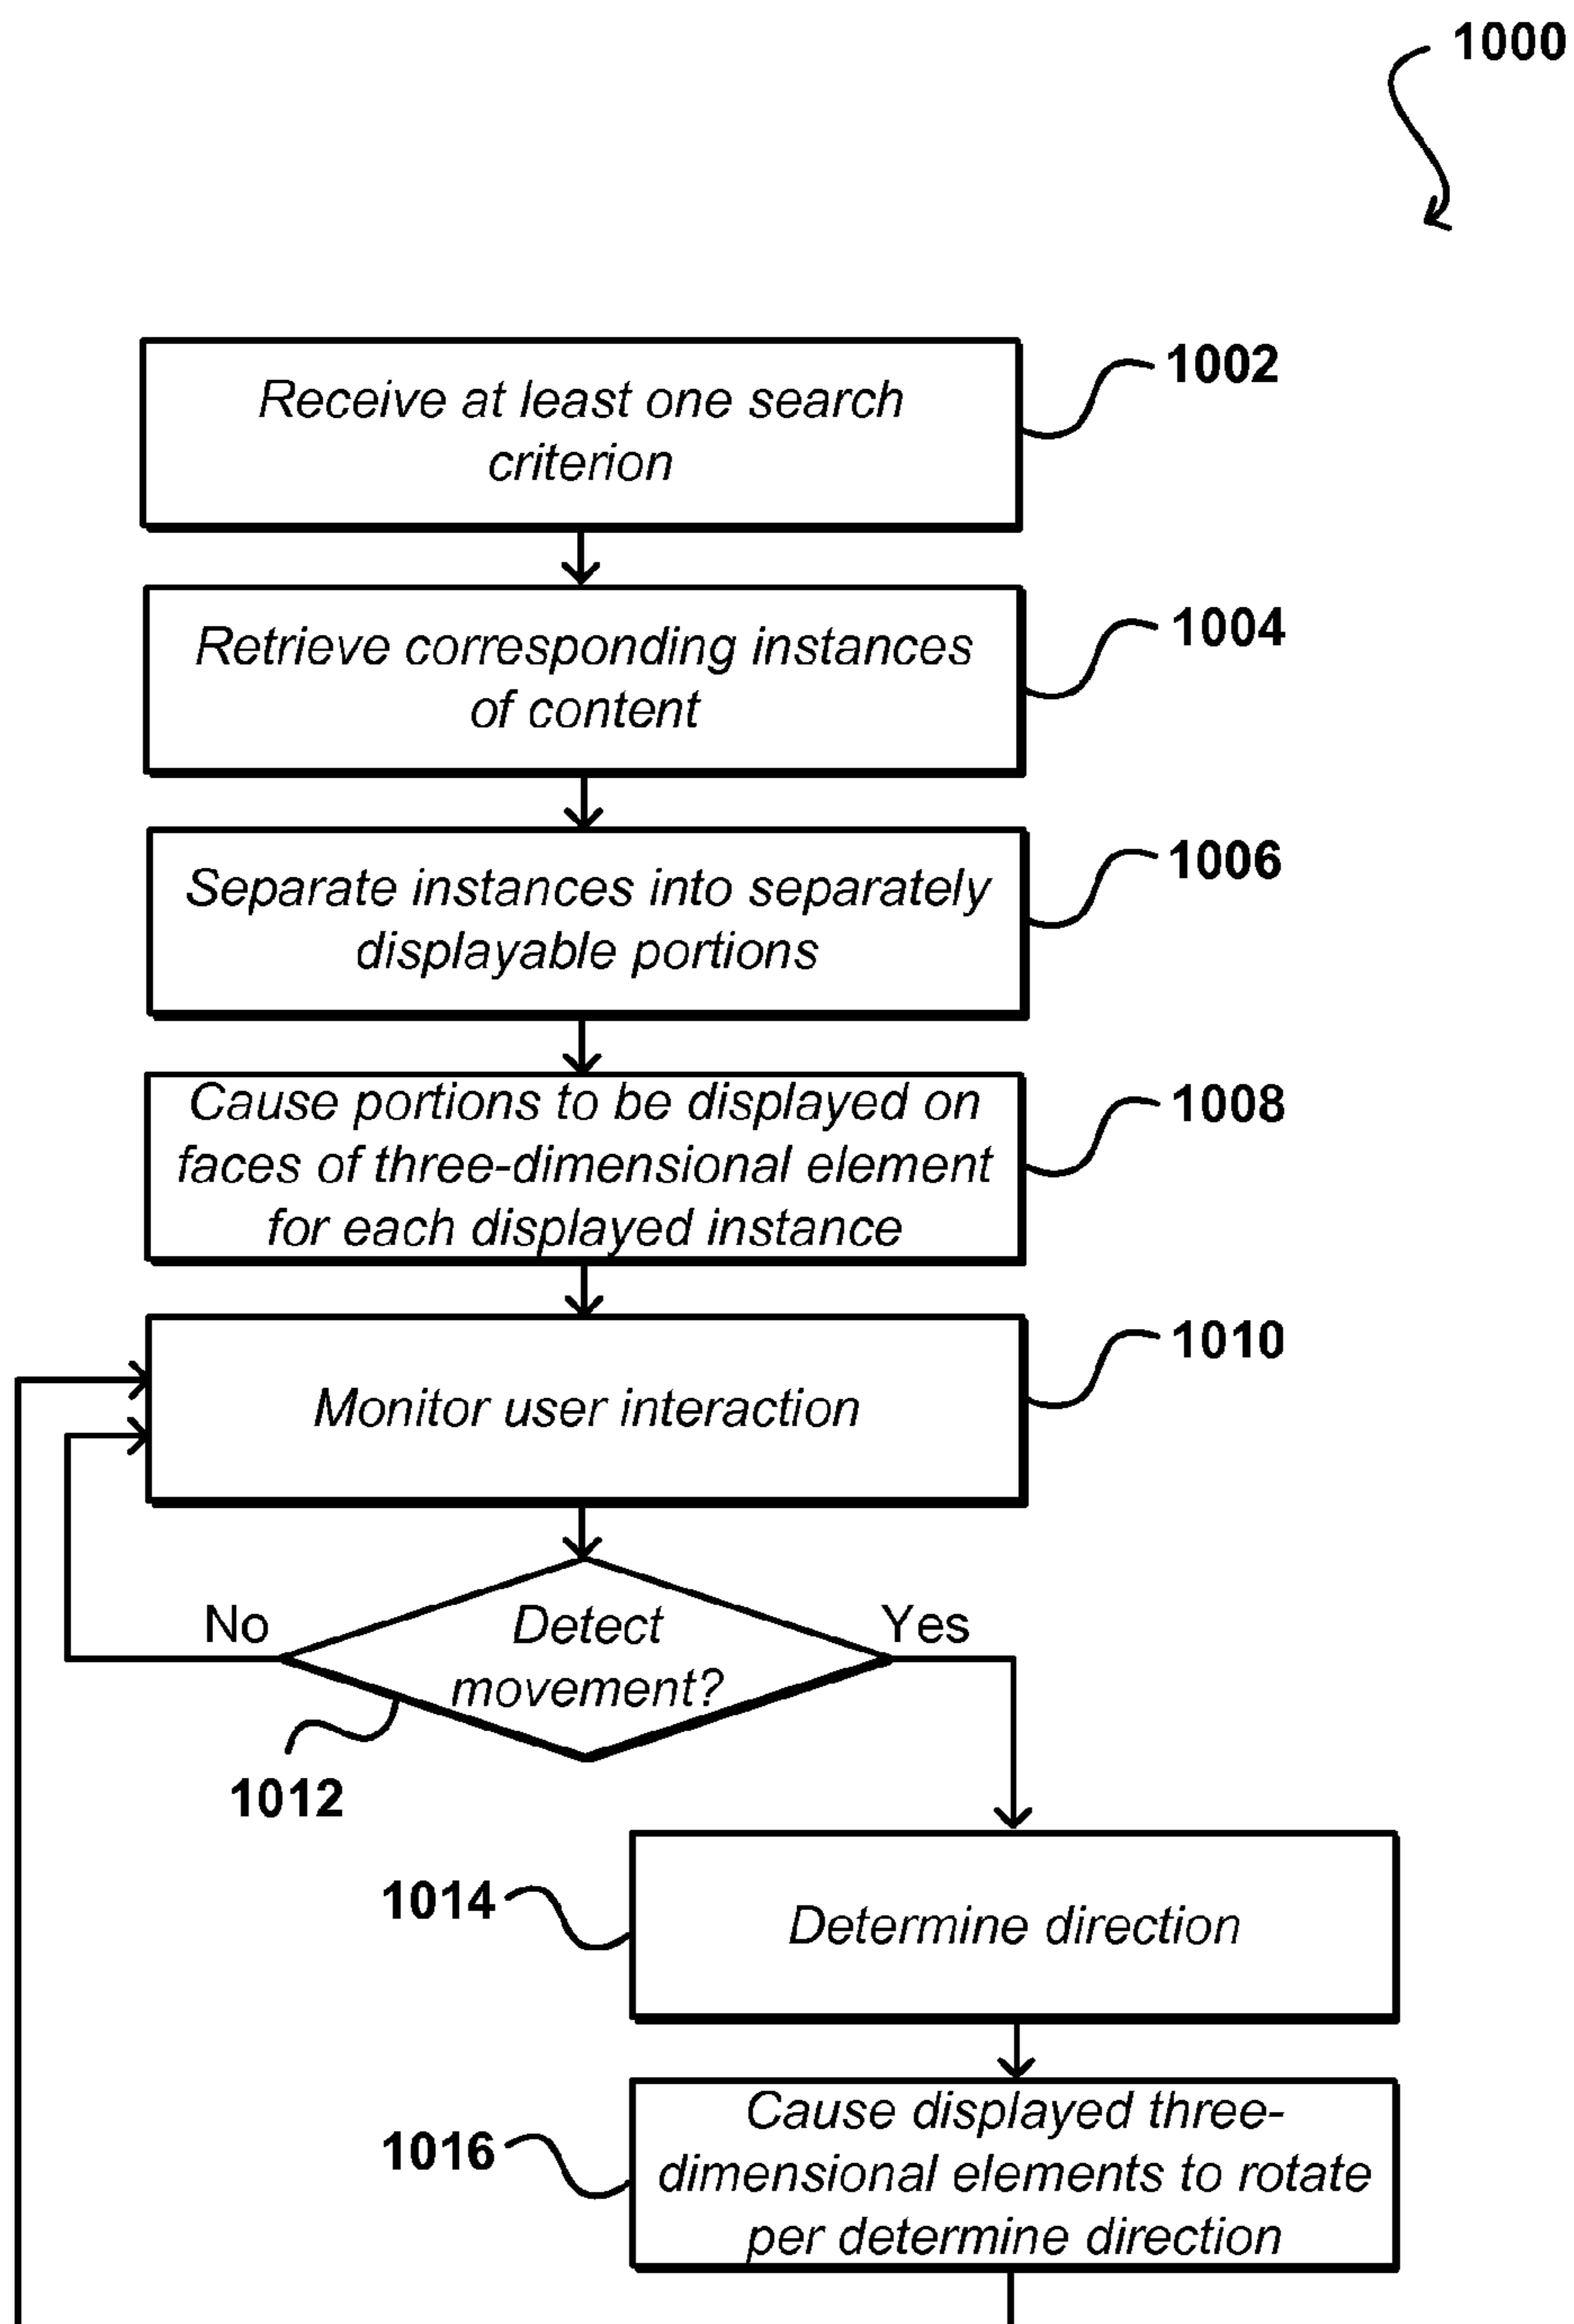 1000
Receive at least one search
criterion
1002
Retrieve corresponding instances
of content
1004
Separate instances into separately
displayable portions
1006
Cause portions to be displayed on
faces of three-dimensional element
for each displayed instance
1008
Monitor user interaction
1010
No
Detect
movement?
Yes
1012
1014
Determine direction
1016
Cause displayed three-
dimensional elements to rotate
per determine direction